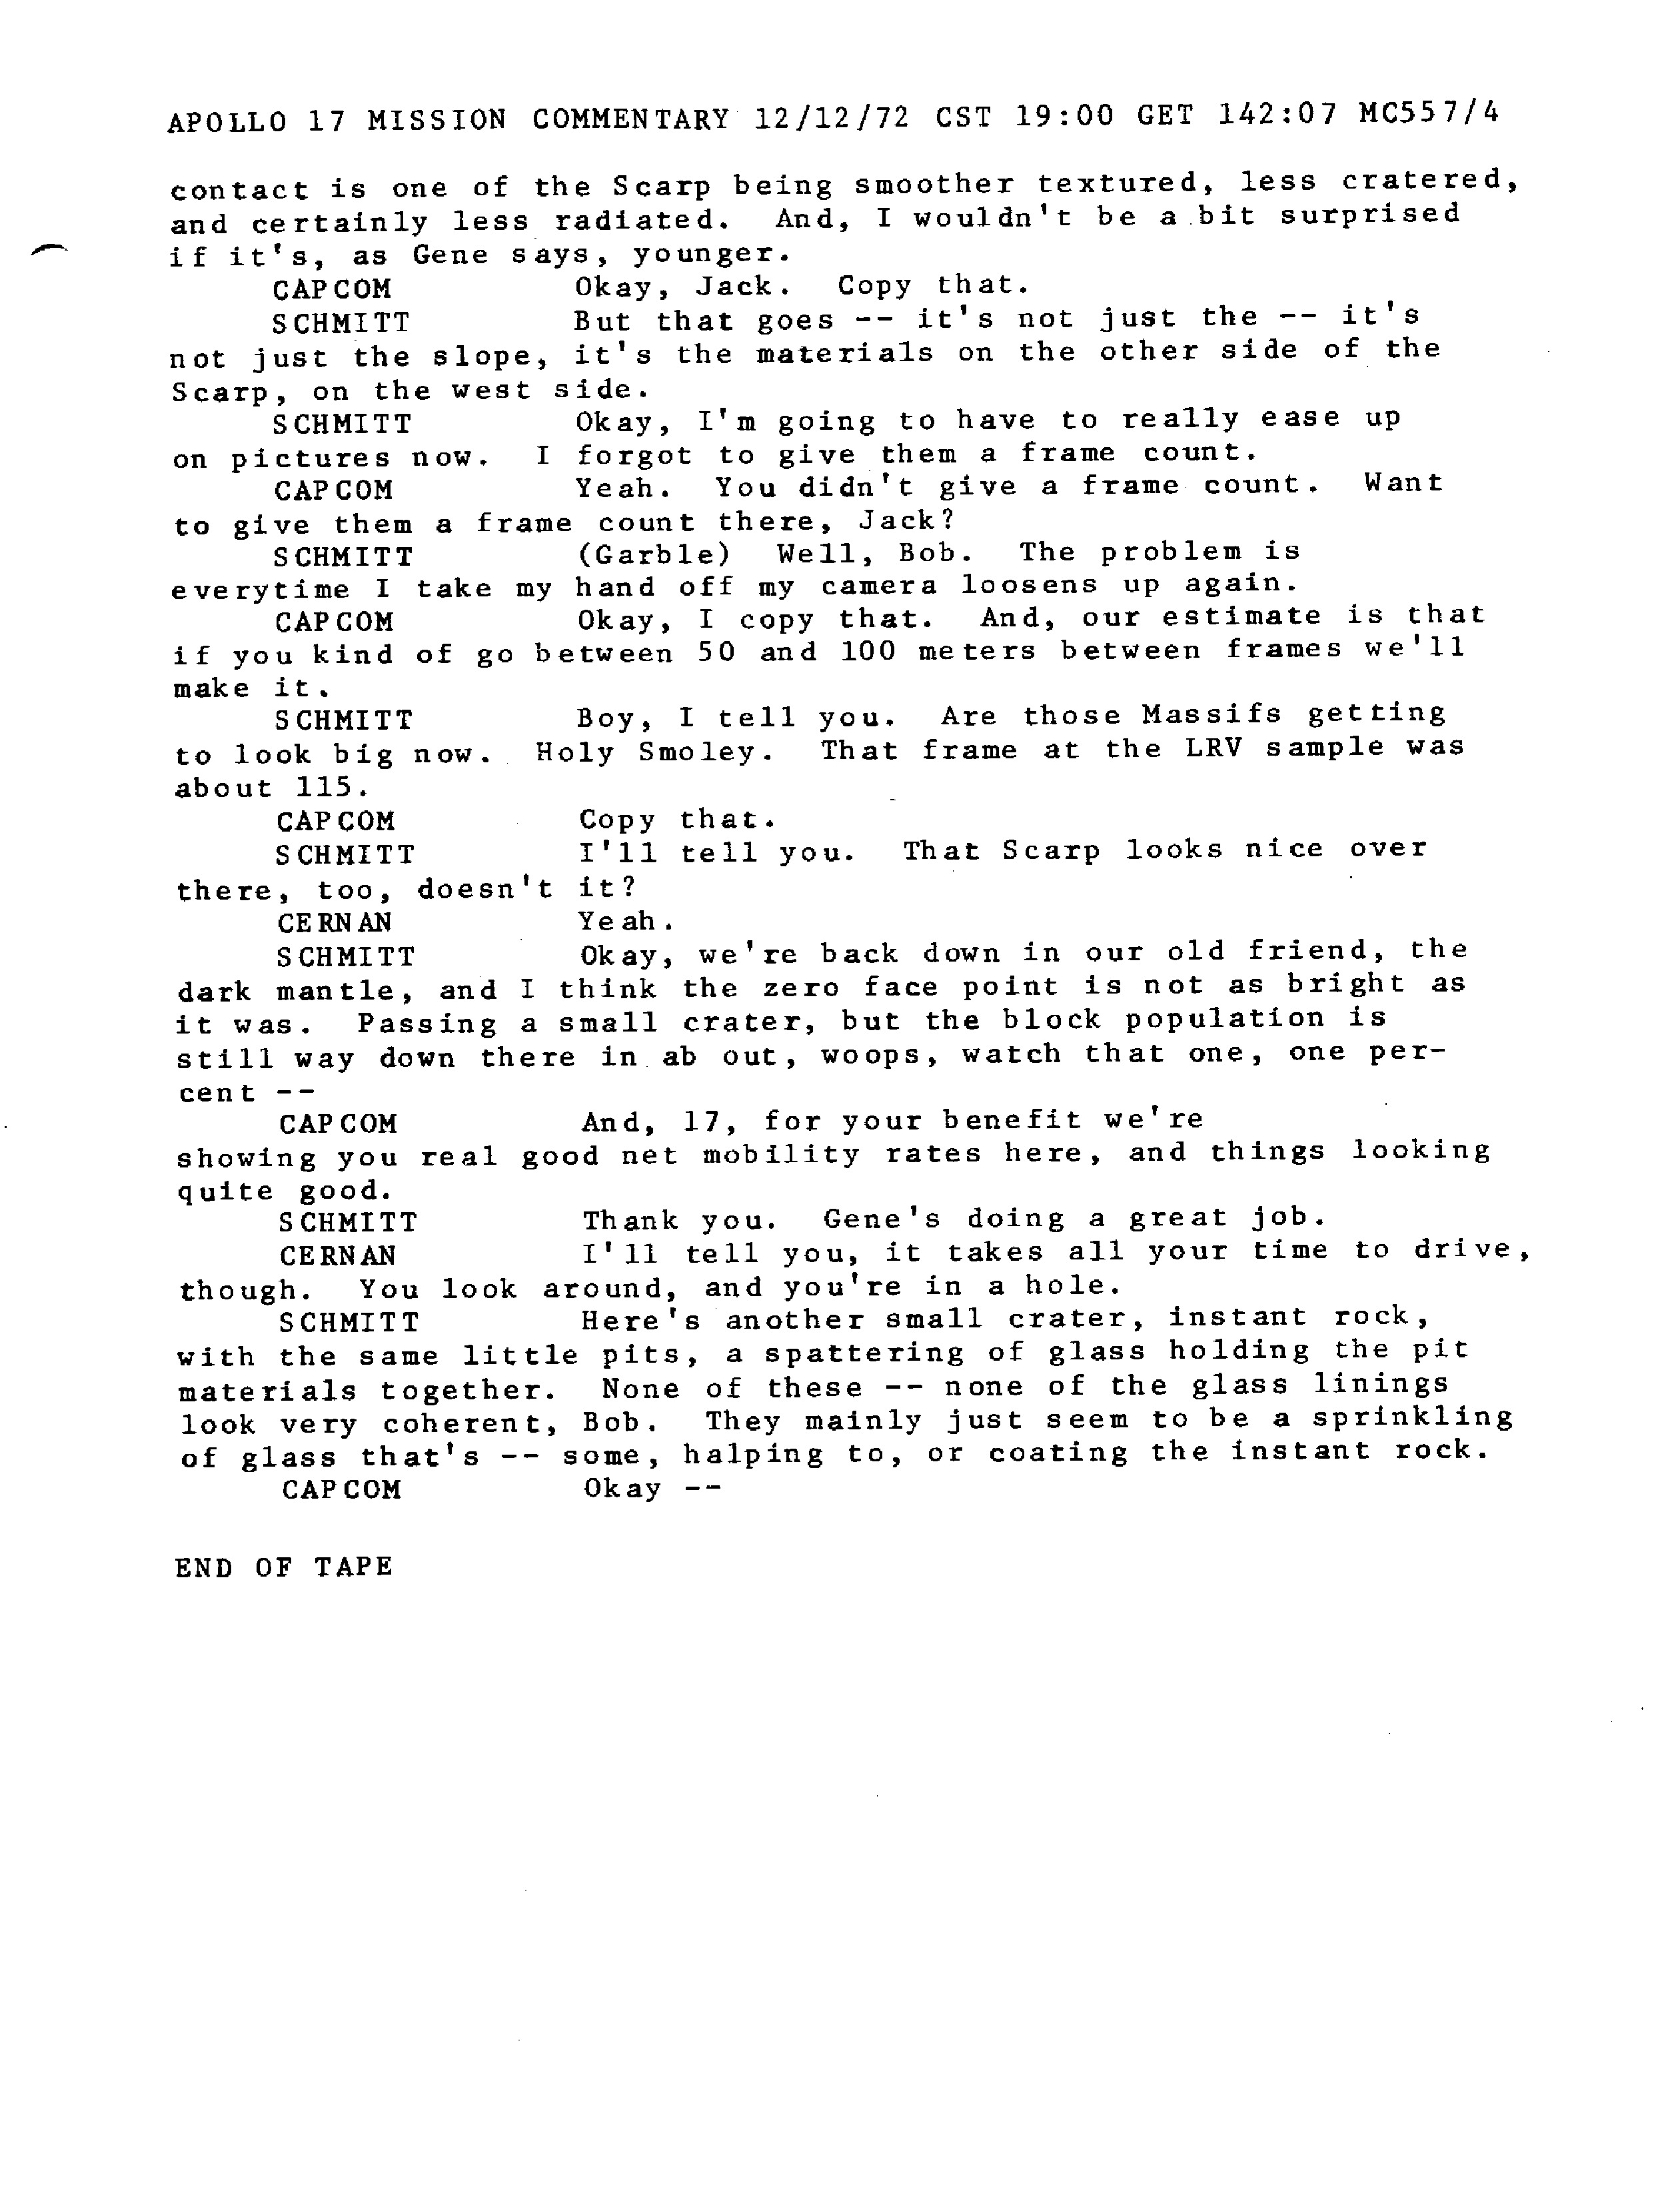 APOLLO 17 MISSION COMMENTARY 12/12/72 CST 19:00 GET 142:07 MC557/4
contact is one of the Scarp being smoother textured, less cratered,
and certainly less radiated. And, I wouldn't be a bit surprised
if it's, as Gene says, younger.
CAPCOM Okay, Jack. Copy that.
SCHMITT But that goes -- it's not just the -- it's
not just the slope, it's the materials on the other side of the
Scarp, on the west side.
SCHMITT Okay, I'm going to have to really ease up
on pictures now. I forgot to give them a frame count.
CAPCOM Yeah. You didn't give a frame count. Want
to give them a frame count there, Jack?
SCHMITT (Garble) Well, Bob. The problem is
everytime I take my hand off my camera loosens up again.
CAPCOM Okay, I copy that. And, our estimate is that
if you kind of go between 50 and 100 meters between frames we'll
make it.
SCHMITT Boy, I tell you. Are those Massifs getting
to look big now. Holy Smoley. That frame at the LRV sample was
about 115.
CAPCOM Copy that.
SCHMITT I'll tell you. That Scarp looks nice over
there, too, doesn't it?
CERNAN Yeah.
SCHMITT Okay, we're back down in our old friend, the
dark mantle, and I think the zero face point is not as bright as
it was. Passing a small crater, but the block population is
still way down there in ab out, woops, watch that one, one per-
cent --
CAPCOM And, 17, for your benefit we're
showing you real good net mobility rates here, and things looking
quite good.
SCHMITT Thank you. Gene's doing a great job.
CERNAN I'll tell you, it takes all your time to drive,
though. You look around, and you're in a hole.
SCHMITT Here's another small crater, instant rock,
with the same little pits, a spattering of glass holding the pit
materials together. None of these -- none of the glass linings
look very coherent, Bob. They mainly just seem to be a sprinkling
of glass that's -- some, halping to, or coating the instant rock.
CAPCOM Okay --
END OF TAPE